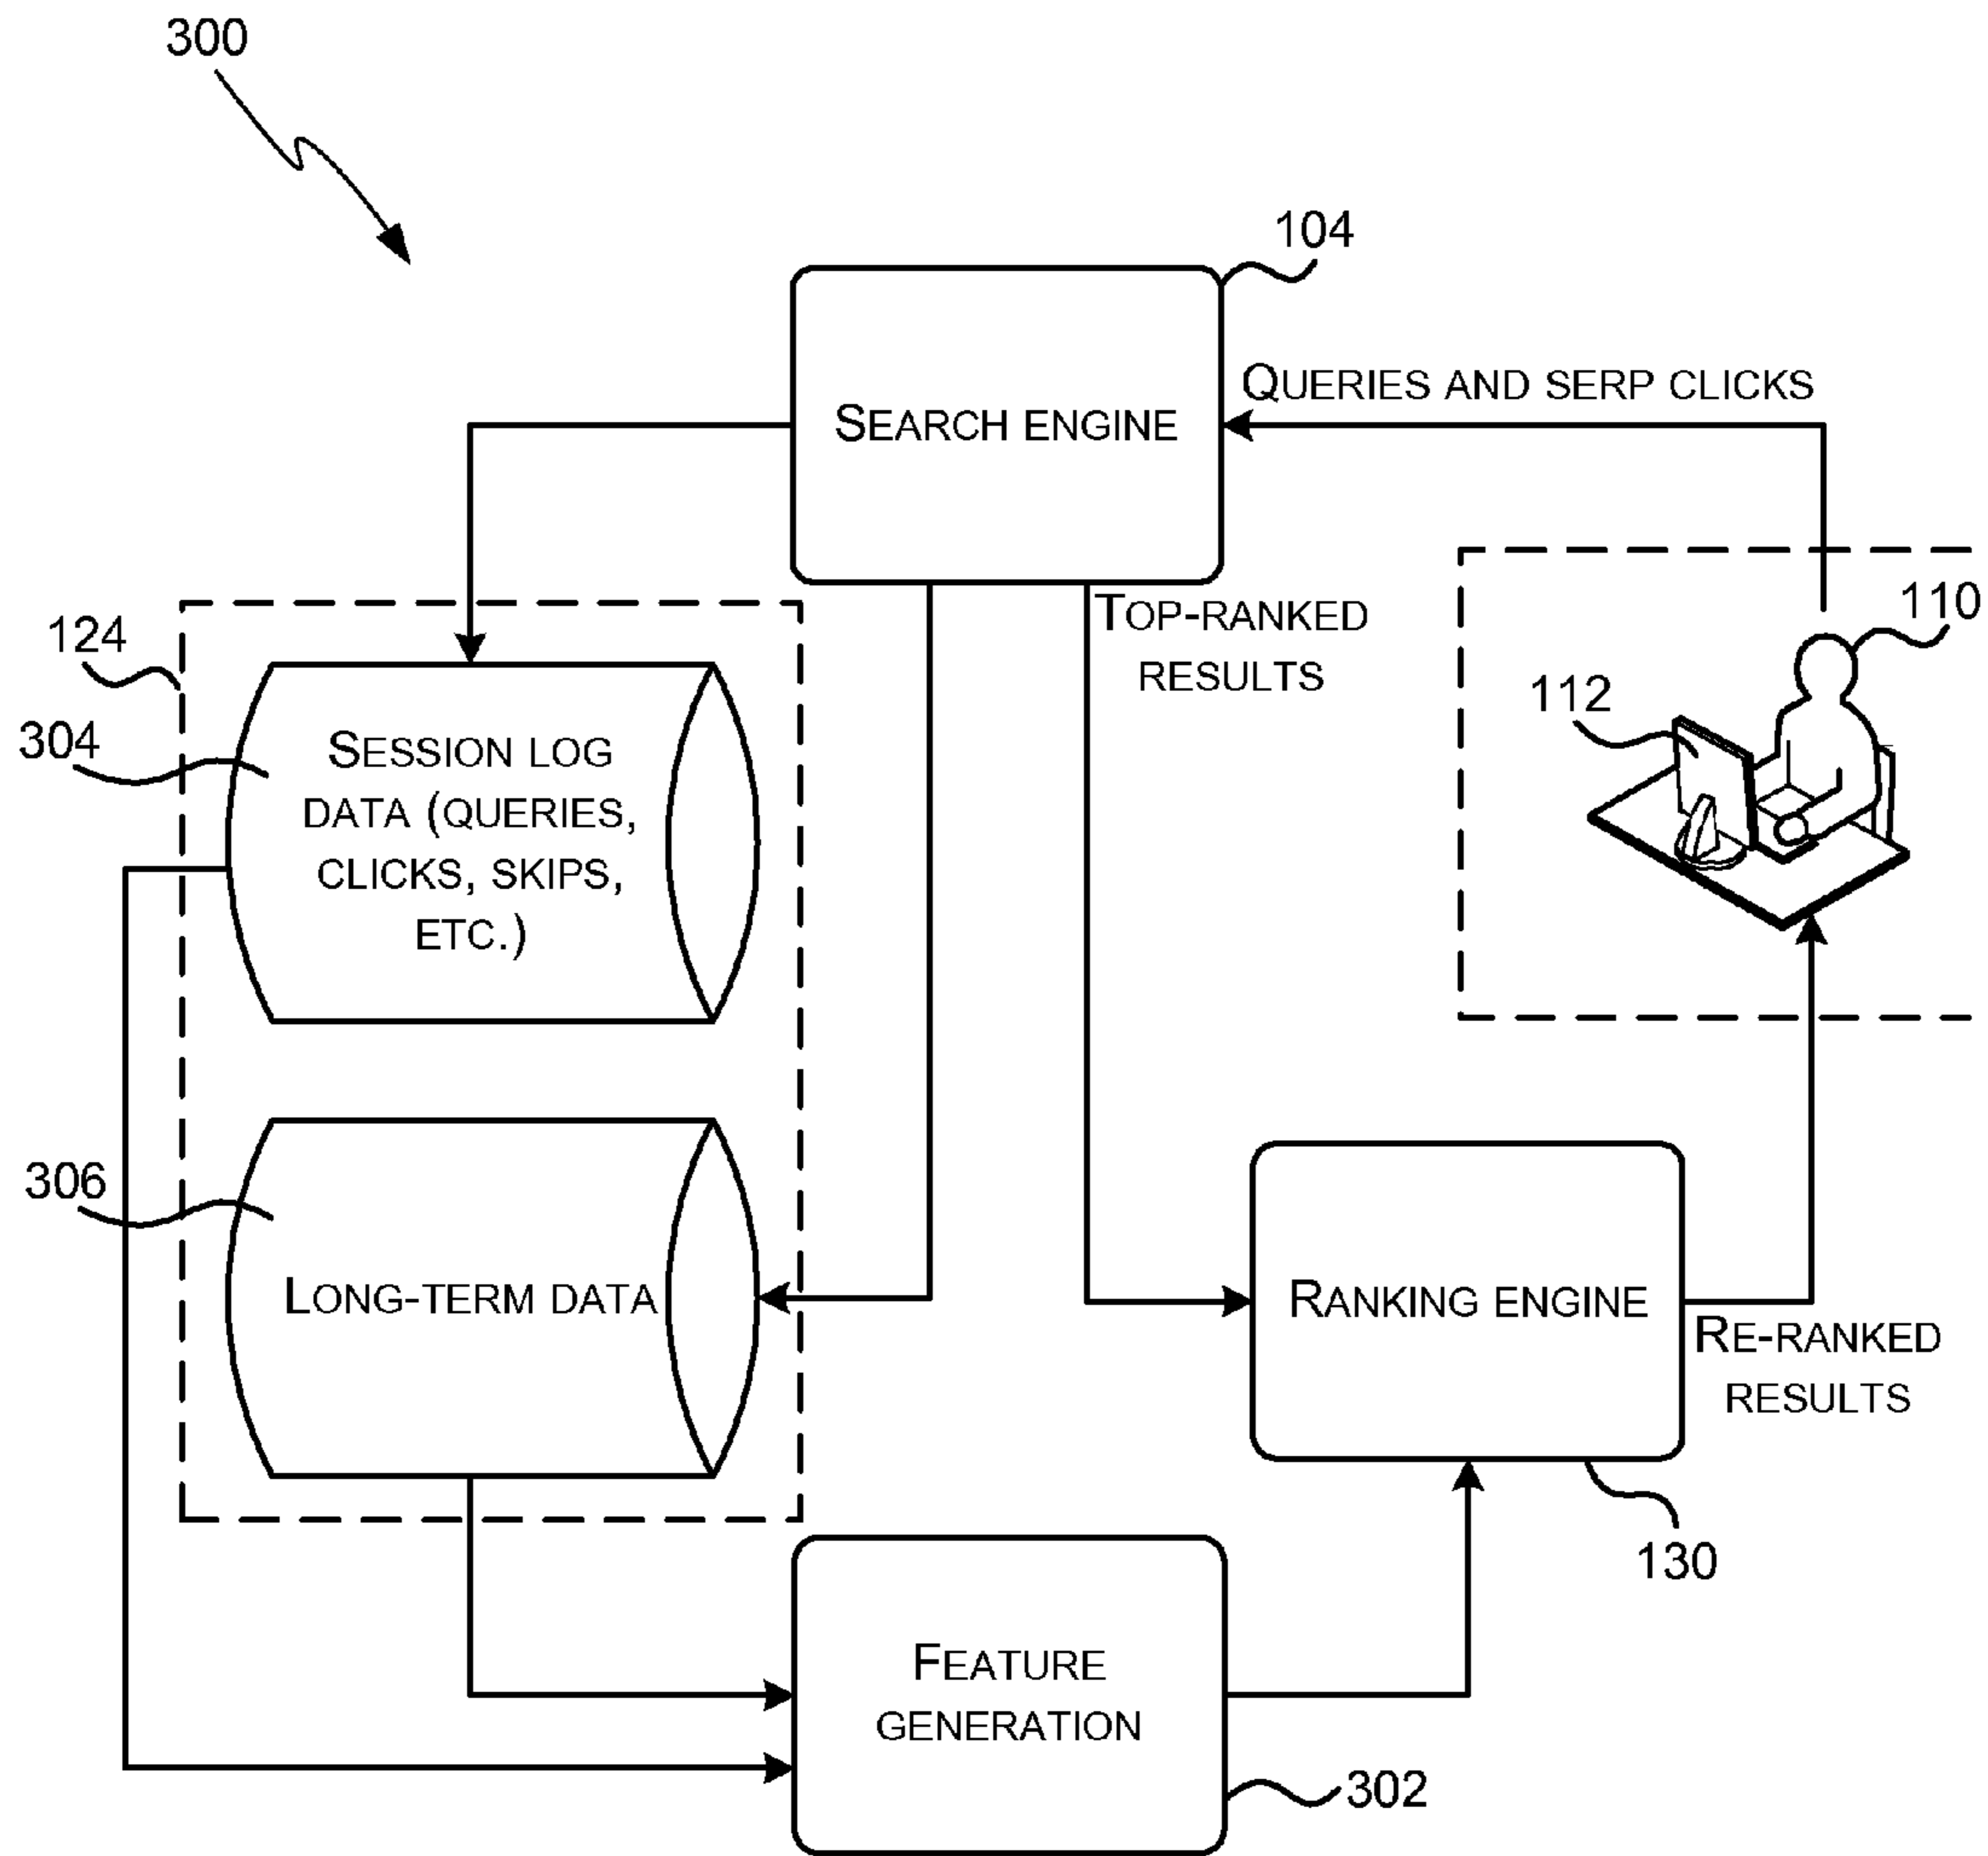 300
104
QUERIES AND SERP CLICKS
SEARCH ENGINE
110
TOP-RANKED
RESULTS
124
112
304
SESSION LOG
DATA (QUERIES,
CLICKS, SKIPS,
ETC.)
306
LONG-TERM DATA
RANKING ENGINE
RE-RANKED
RESULTS
130
FEATURE
GENERATION
302